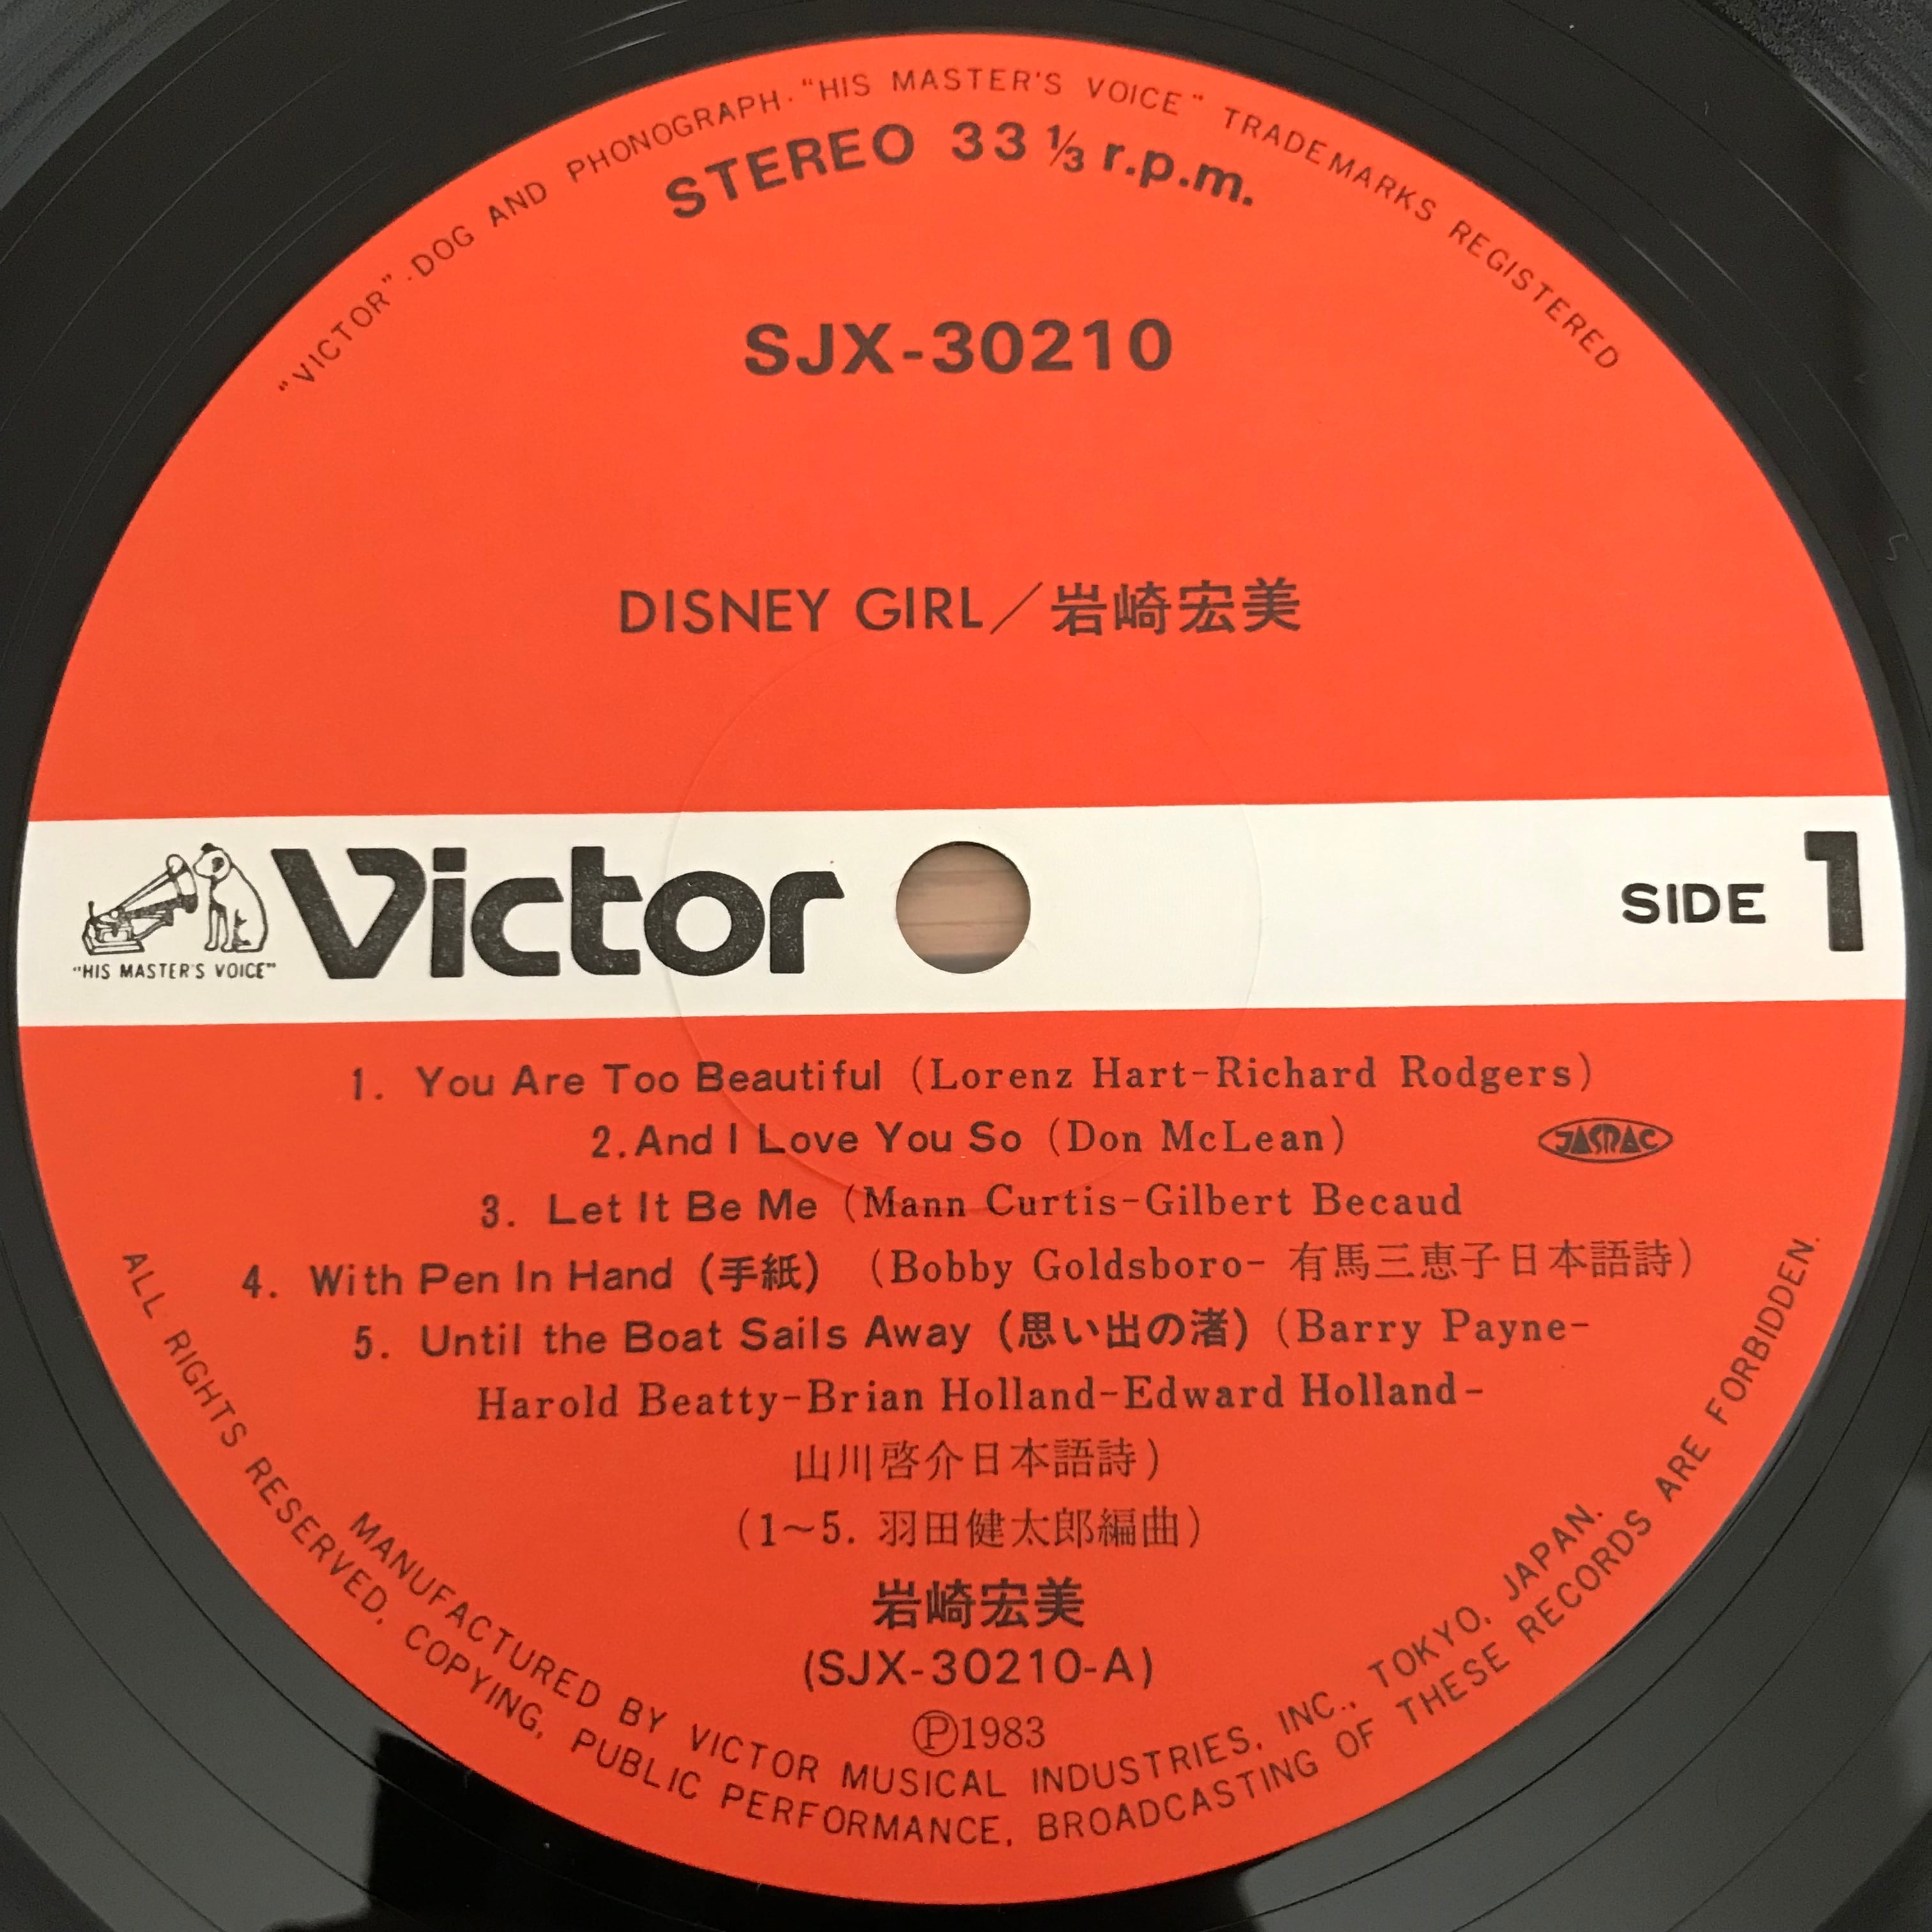 "VICTOR"·DOG AND PHONOGRAPH·"HIS MASTER'S VOICE" TRADEMARKS REGISTERED
STEREO 33⅓ r.p.m.
SJX-30210
DISNEY GIRL／岩崎宏美
"HIS MASTER'S VOICE"
Victor
SIDE 1
1. You Are Too Beautiful (Lorenz Hart-Richard Rodgers)
2.And I Love You So (Don McLean)
JASRAC
3. Let It Be Me (Mann Curtis-Gilbert Becaud
4. With Pen In Hand (手紙) (Bobby Goldsboro- 有馬三恵子日本語詩)
5. Until the Boat Sails Away (思い出の渚) (Barry Payne-
Harold Beatty-Brian Holland-Edward Holland-
山川啓介日本語詩)
(1〜5. 羽田健太郎編曲)
岩崎宏美
(SJX-30210-A)
Ⓟ1983
MANUFACTURED BY VICTOR MUSICAL INDUSTRIES, INC., TOKYO, JAPAN.
ALL RIGHTS RESERVED, COPYING, PUBLIC PERFORMANCE, BROADCASTING OF THESE RECORDS ARE FORBIDDEN.